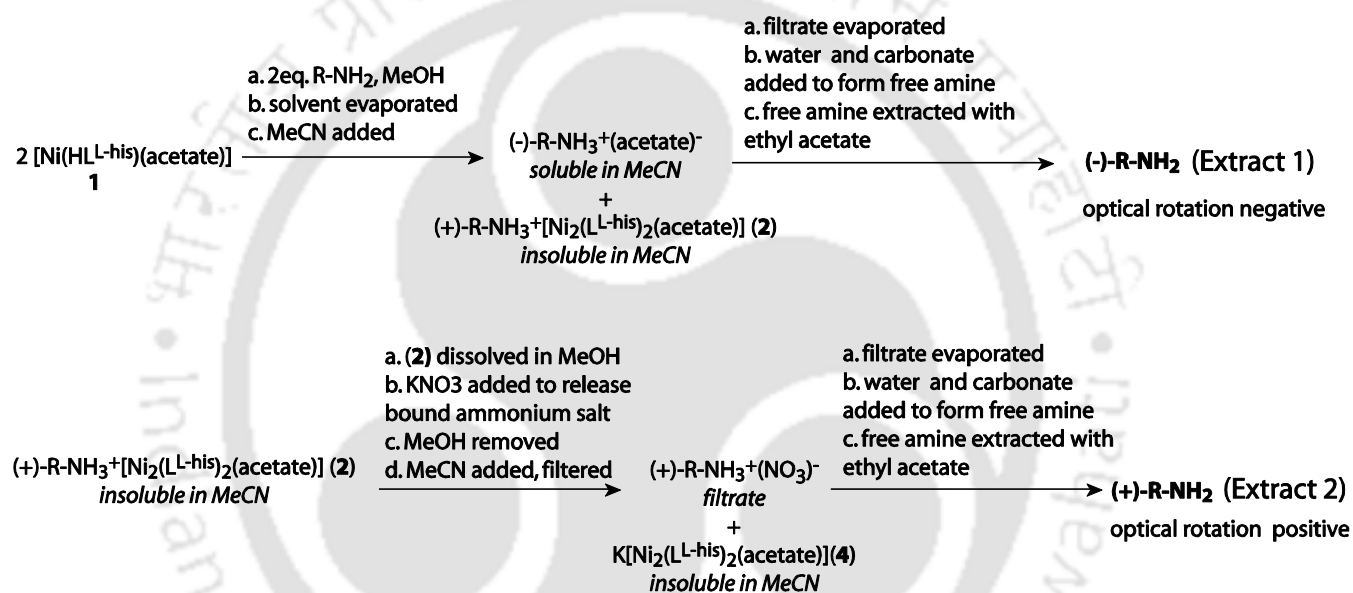 a. 2eq. R-NH2, MeOH
b. solvent evaporated
c. MeCN added
2 [Ni(HL^L-his)(acetate)]
1
(-)-R-NH3+(acetate)-
soluble in MeCN
+
(+)-R-NH3+[Ni2(L^L-his)2(acetate)] (2)
insoluble in MeCN
a. filtrate evaporated
b. water and carbonate
added to form free amine
c. free amine extracted with
ethyl acetate
(-)-R-NH2 (Extract 1)
optical rotation negative
(+)-R-NH3+[Ni2(L^L-his)2(acetate)] (2)
insoluble in MeCN
a. (2) dissolved in MeOH
b. KNO3 added to release
bound ammonium salt
c. MeOH removed
d. MeCN added, filtered
(+)-R-NH3+(NO3)-
filtrate
+
K[Ni2(L^L-his)2(acetate)](4)
insoluble in MeCN
a. filtrate evaporated
b. water and carbonate
added to form free amine
c. free amine extracted with
ethyl acetate
(+)-R-NH2 (Extract 2)
optical rotation positive